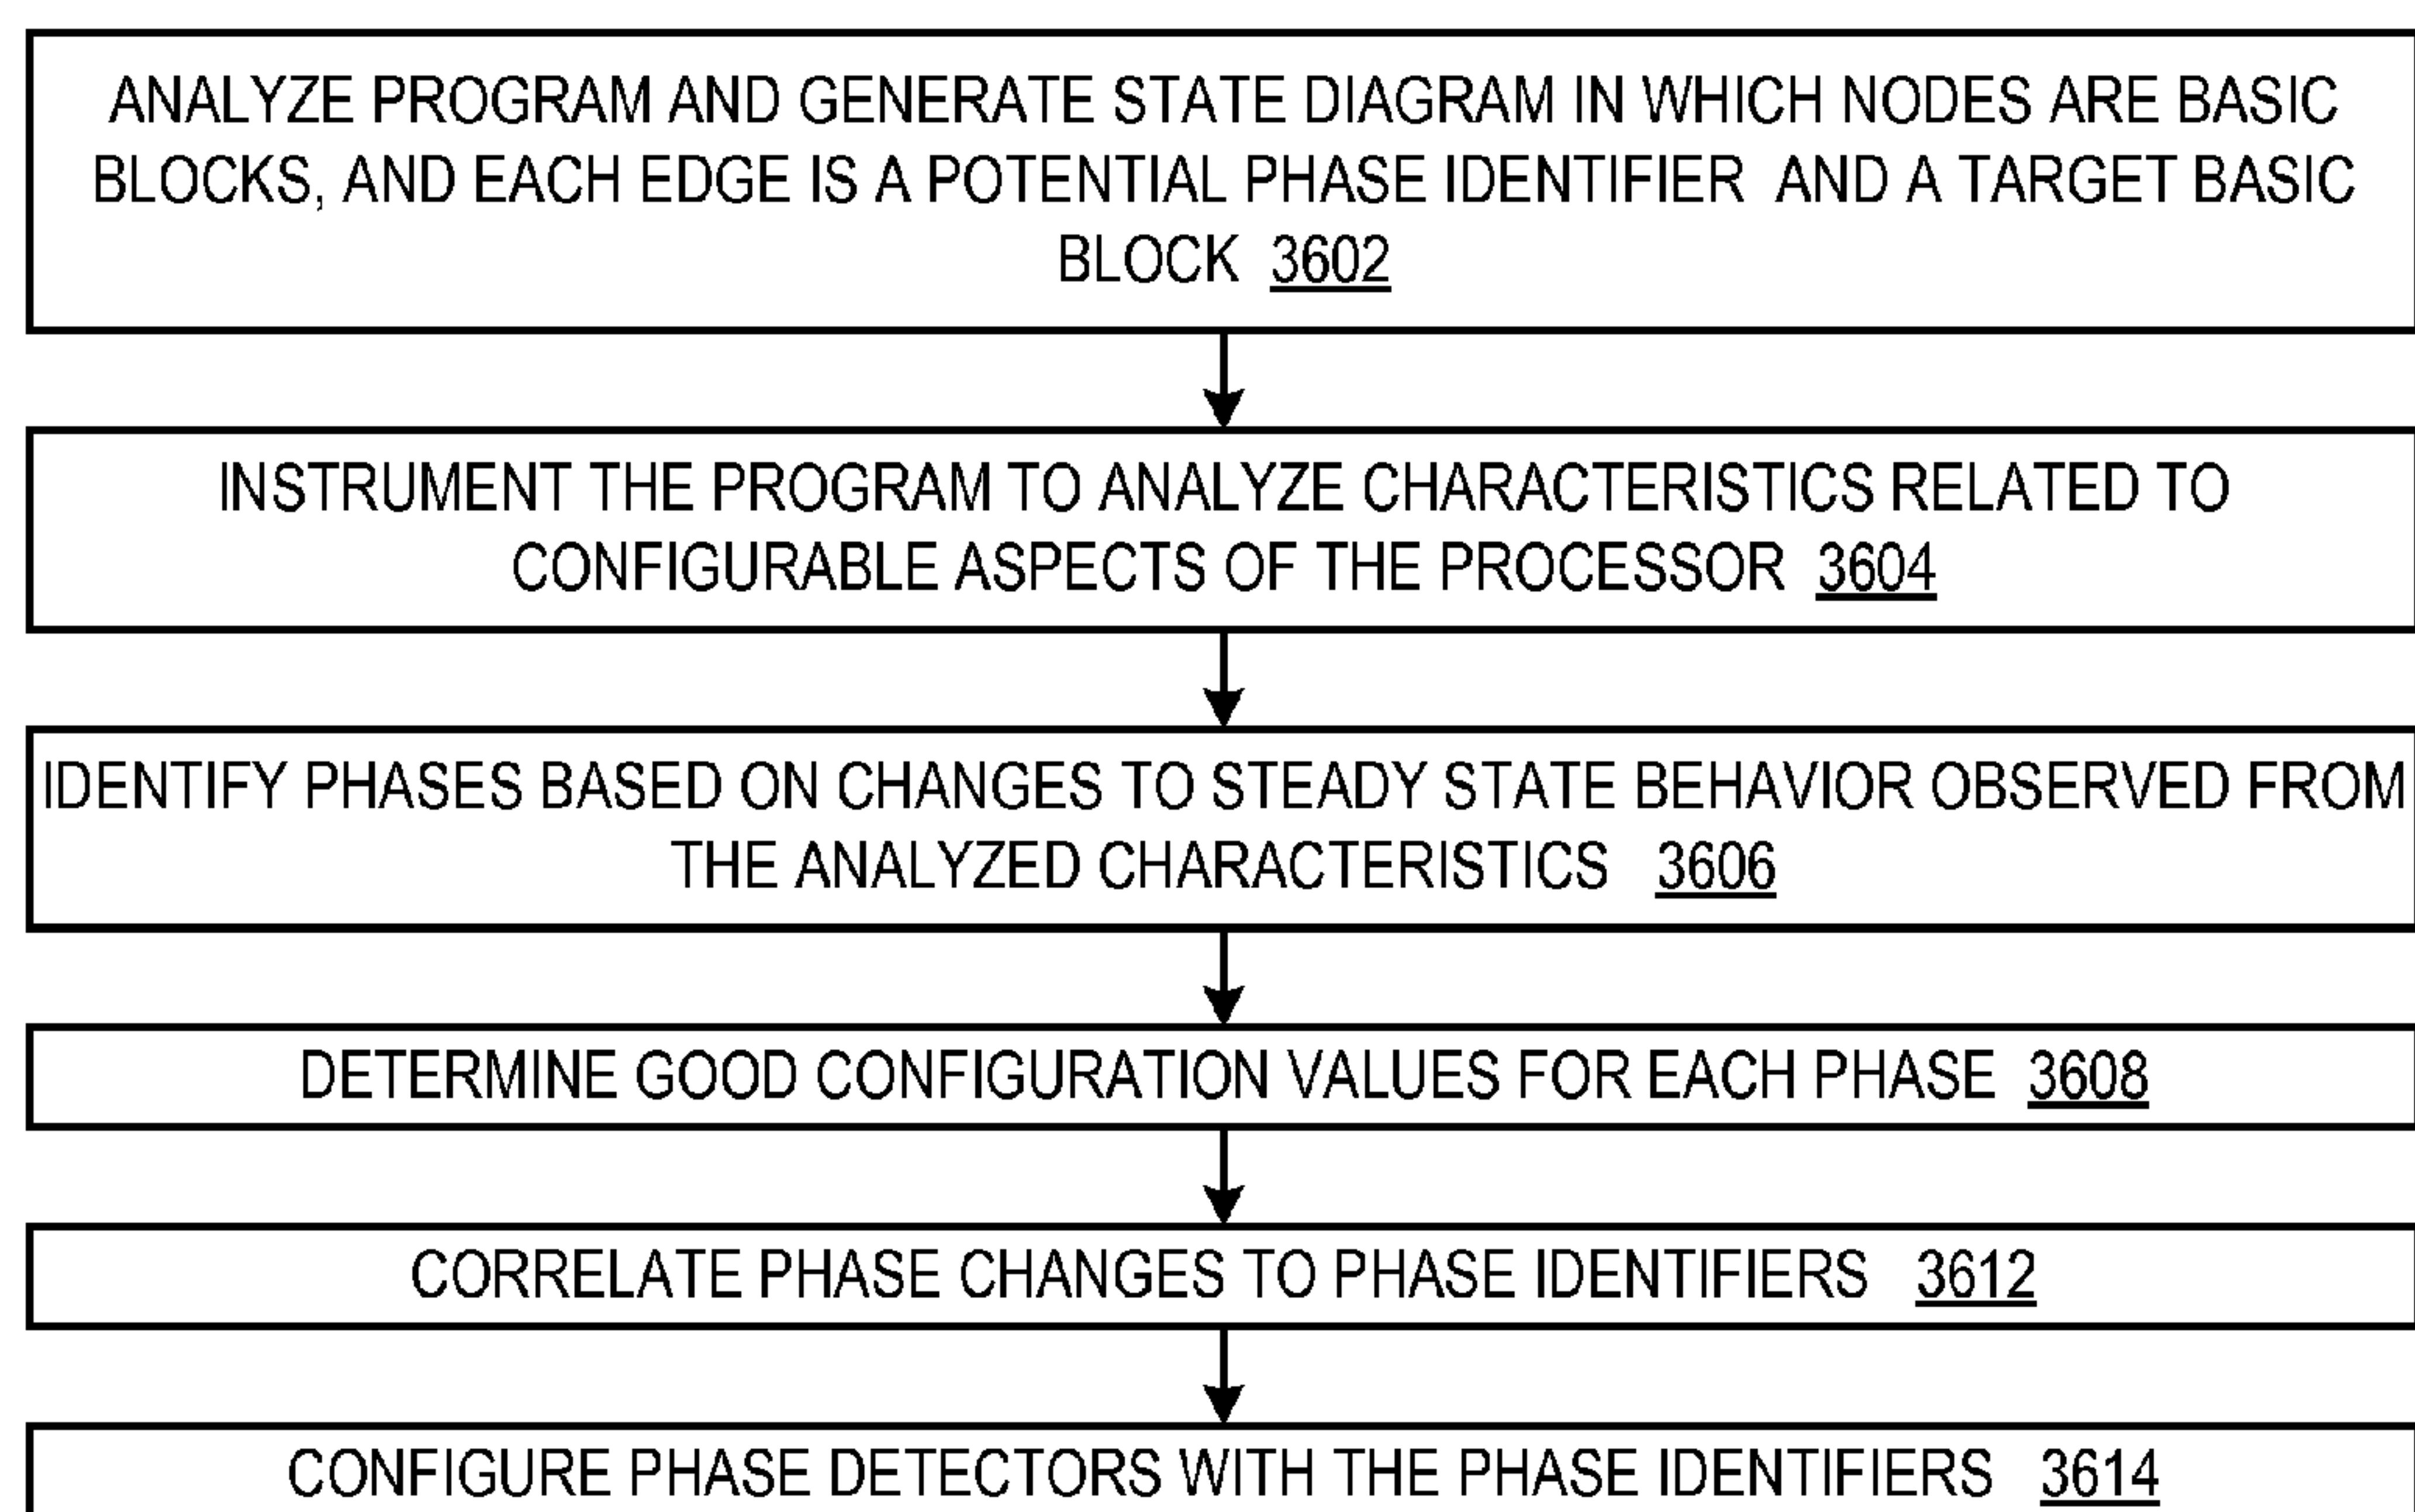 ANALYZE PROGRAM AND GENERATE STATE DIAGRAM IN WHICH NODES ARE BASIC
BLOCKS, AND EACH EDGE IS A POTENTIAL PHASE IDENTIFIER AND A TARGET BASIC
BLOCK 3602
INSTRUMENT THE PROGRAM TO ANALYZE CHARACTERISTICS RELATED TO
CONFIGURABLE ASPECTS OF THE PROCESSOR 3604
IDENTIFY PHASES BASED ON CHANGES TO STEADY STATE BEHAVIOR OBSERVED FROM
THE ANALYZED CHARACTERISTICS 3606
DETERMINE GOOD CONFIGURATION VALUES FOR EACH PHASE 3608
CORRELATE PHASE CHANGES TO PHASE IDENTIFIERS 3612
CONFIGURE PHASE DETECTORS WITH THE PHASE IDENTIFIERS 3614